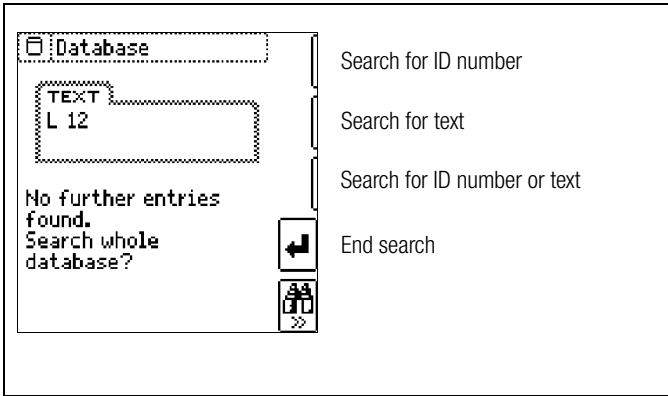 Database
TEXT
L 12
No further entries
found.
Search whole
database?
>>
Search for ID number
Search for text
Search for ID number or text
End search